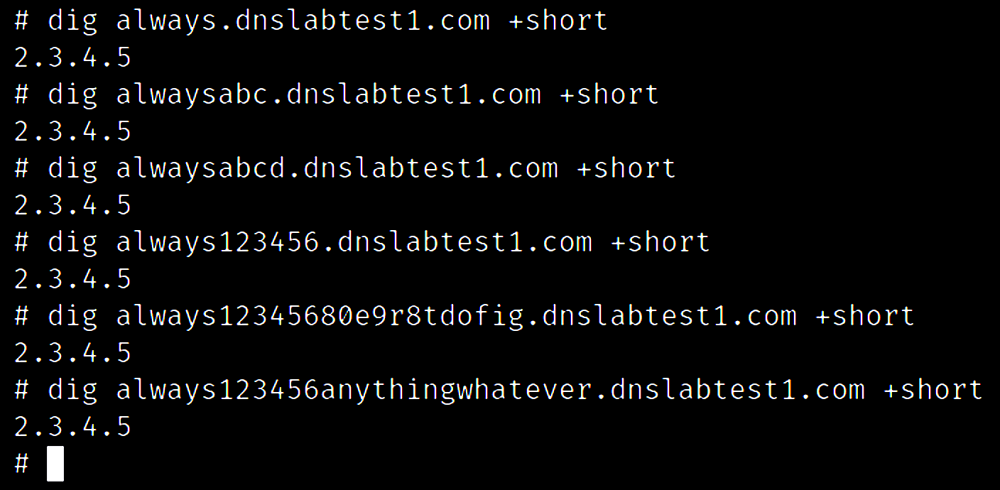 # dig always.dnslabtest1.com +short
2.3.4.5
# dig alwaysabc.dnslabtest1.com +short
2.3.4.5
# dig alwaysabcd.dnslabtest1.com +short
2.3.4.5
# dig always123456.dnslabtest1.com +short
2.3.4.5
# dig always12345680e9r8tdofig.dnslabtest1.com +short
2.3.4.5
# dig always123456anythingwhatever.dnslabtest1.com +short
2.3.4.5
#